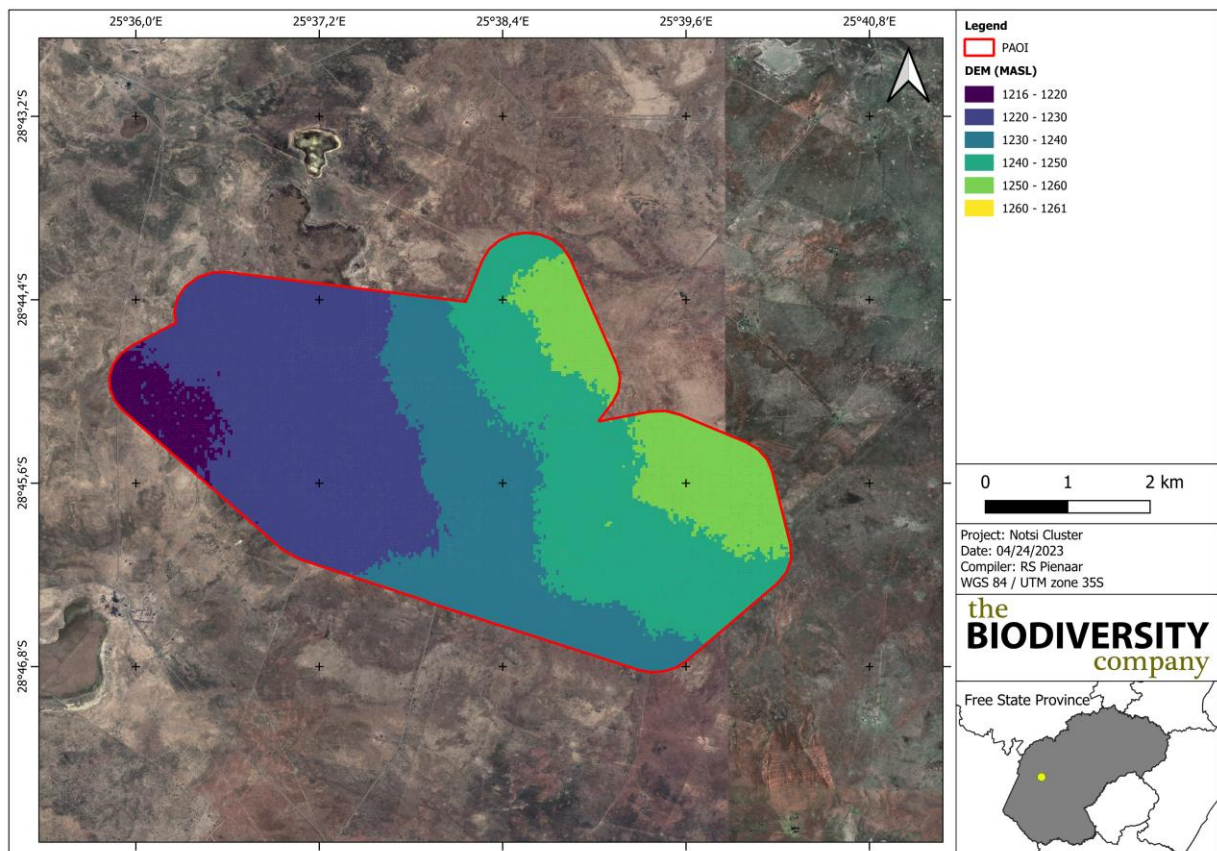 25°36,0'E
25°37,2'E
25°38,4'E
25°39,6'E
25°40,8'E
28°43,2'S
28°44,4'S
28°45,6'S
28°46,8'S
Legend
PAOI
DEM (MASL)
1216 - 1220
1220 - 1230
1230 - 1240
1240 - 1250
1250 - 1260
1260 - 1261
0 1 2 km
Project: Notsi Cluster
Date: 04/24/2023
Compiler: RS Pienaar
WGS 84 / UTM zone 35S
the
BIODIVERSITY
company
Free State Province